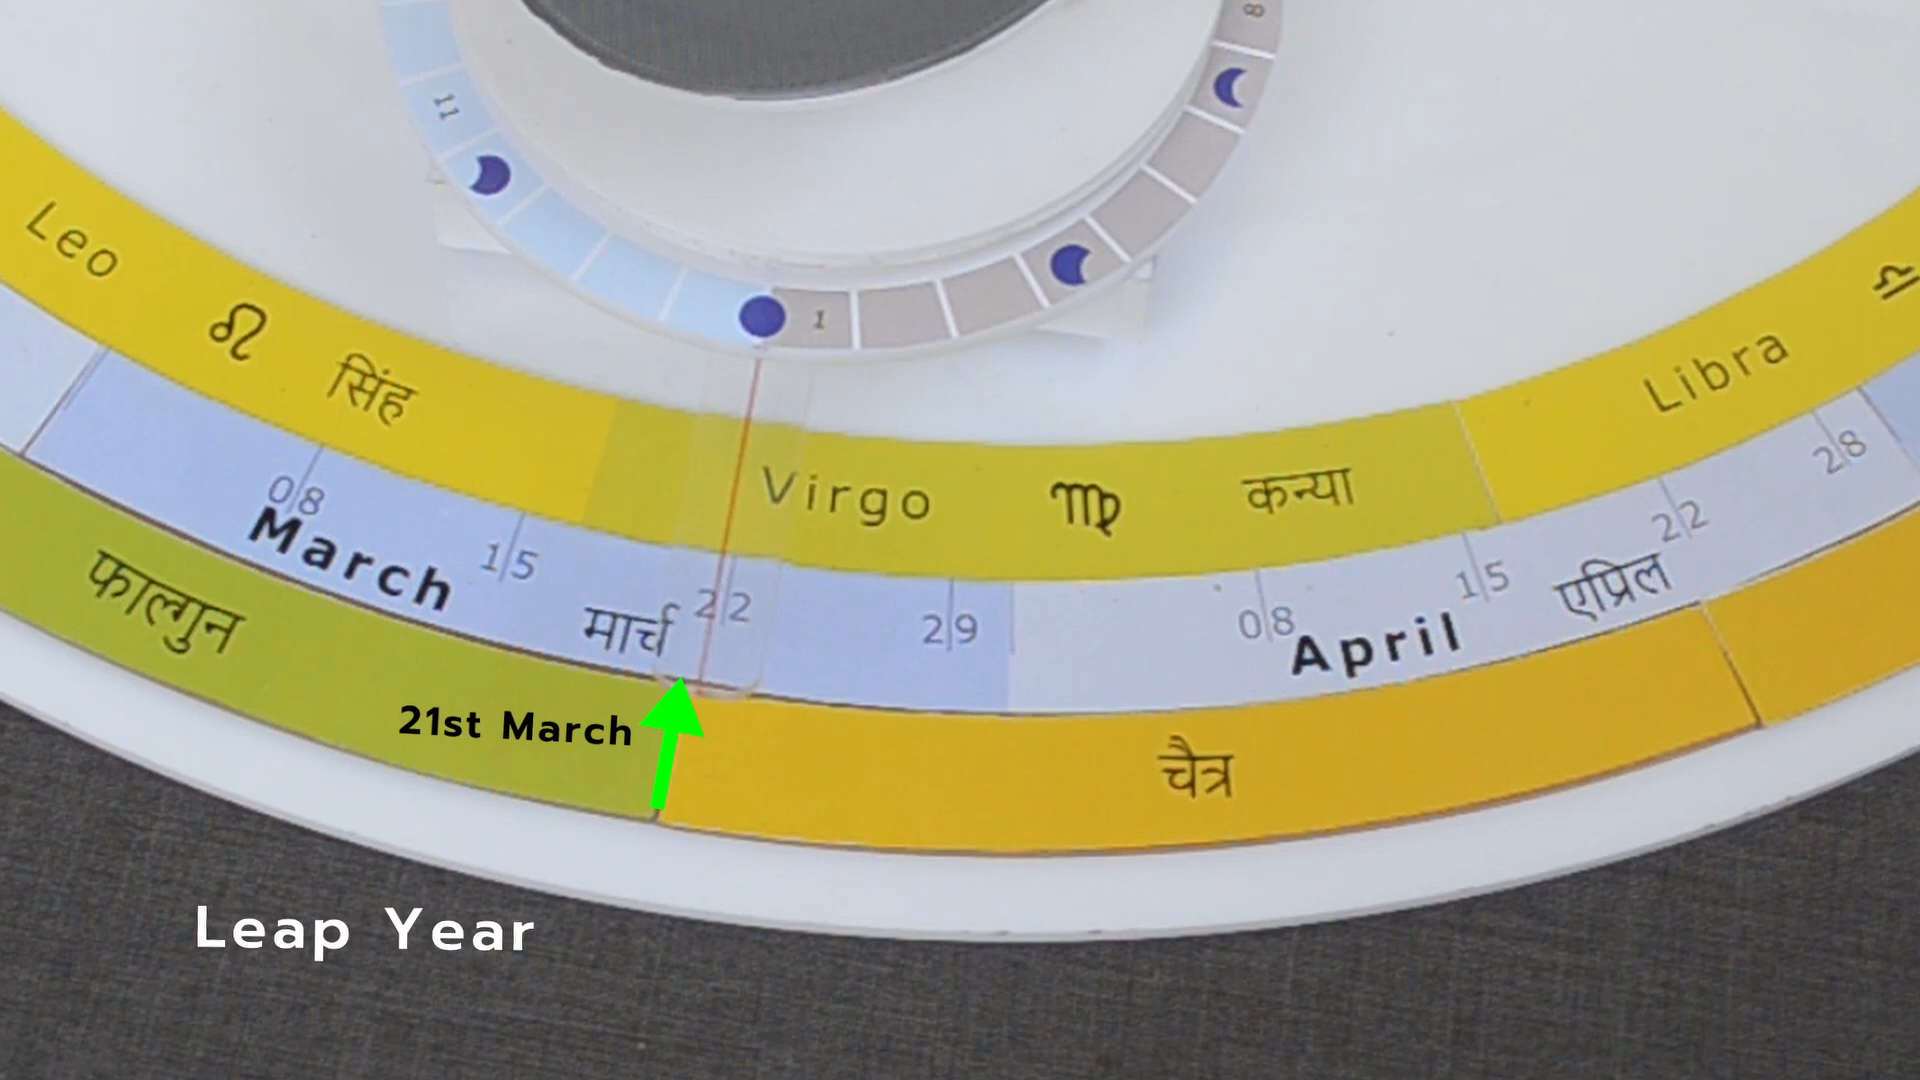 8
11
1
Leo ♌ सिंह
Virgo ♍ कन्या
Libra ♎
08 15 22 29
March मार्च
08 15 22 28
April एप्रिल
फाल्गुन
चैत्र
21st March
Leap Year